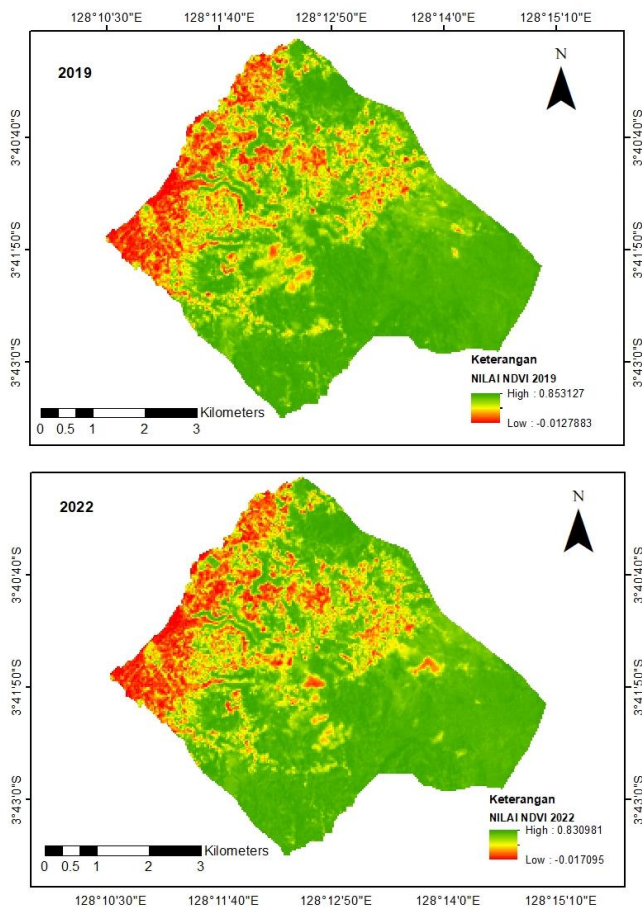 128°10'30"E 128°11'40"E 128°12'50"E 128°14'0"E 128°15'10"E
2019
N
3°40'40"S
3°40'40"S
3°41'50"S
3°41'50"S
3°43'0"S
3°43'0"S
Keterangan
NILAI NDVI 2019
High : 0.853127
Low : -0.0127883
Kilometers
0 0.5 1 2 3
2022
N
3°40'40"S
3°40'40"S
3°41'50"S
3°41'50"S
3°43'0"S
3°43'0"S
Keterangan
NILAI NDVI 2022
High : 0.830981
Low : -0.017095
Kilometers
0 0.5 1 2 3
128°10'30"E 128°11'40"E 128°12'50"E 128°14'0"E 128°15'10"E